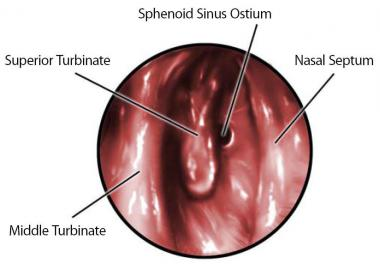 Sphenoid Sinus Ostium
Superior Turbinate
Nasal Septum
Middle Turbinate